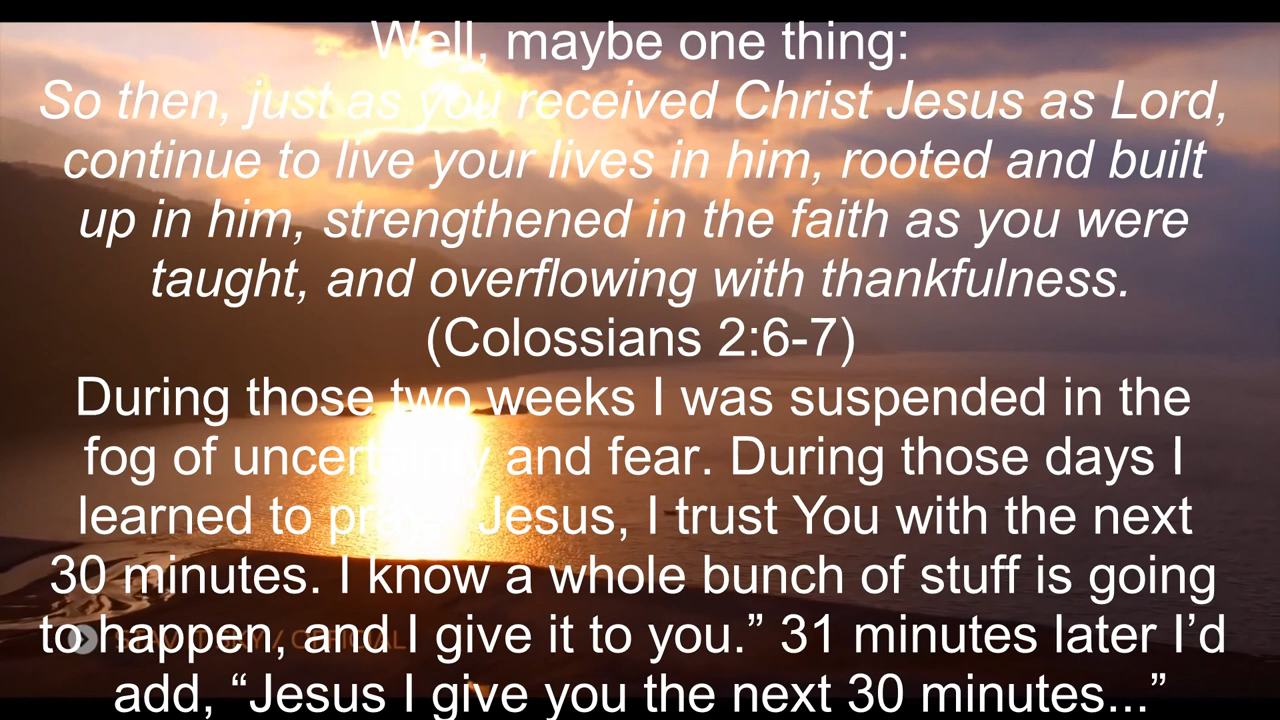 Well, maybe one thing:
So then, just as you received Christ Jesus as Lord,
continue to live your lives in him, rooted and built
up in him, strengthened in the faith as you were
taught, and overflowing with thankfulness.
(Colossians 2:6-7)
During those two weeks I was suspended in the
fog of uncertainty and fear. During those days I
learned to pray, “Jesus, I trust You with the next
30 minutes. I know a whole bunch of stuff is going
to happen, and I give it to you.” 31 minutes later I’d
add, “Jesus I give you the next 30 minutes...”